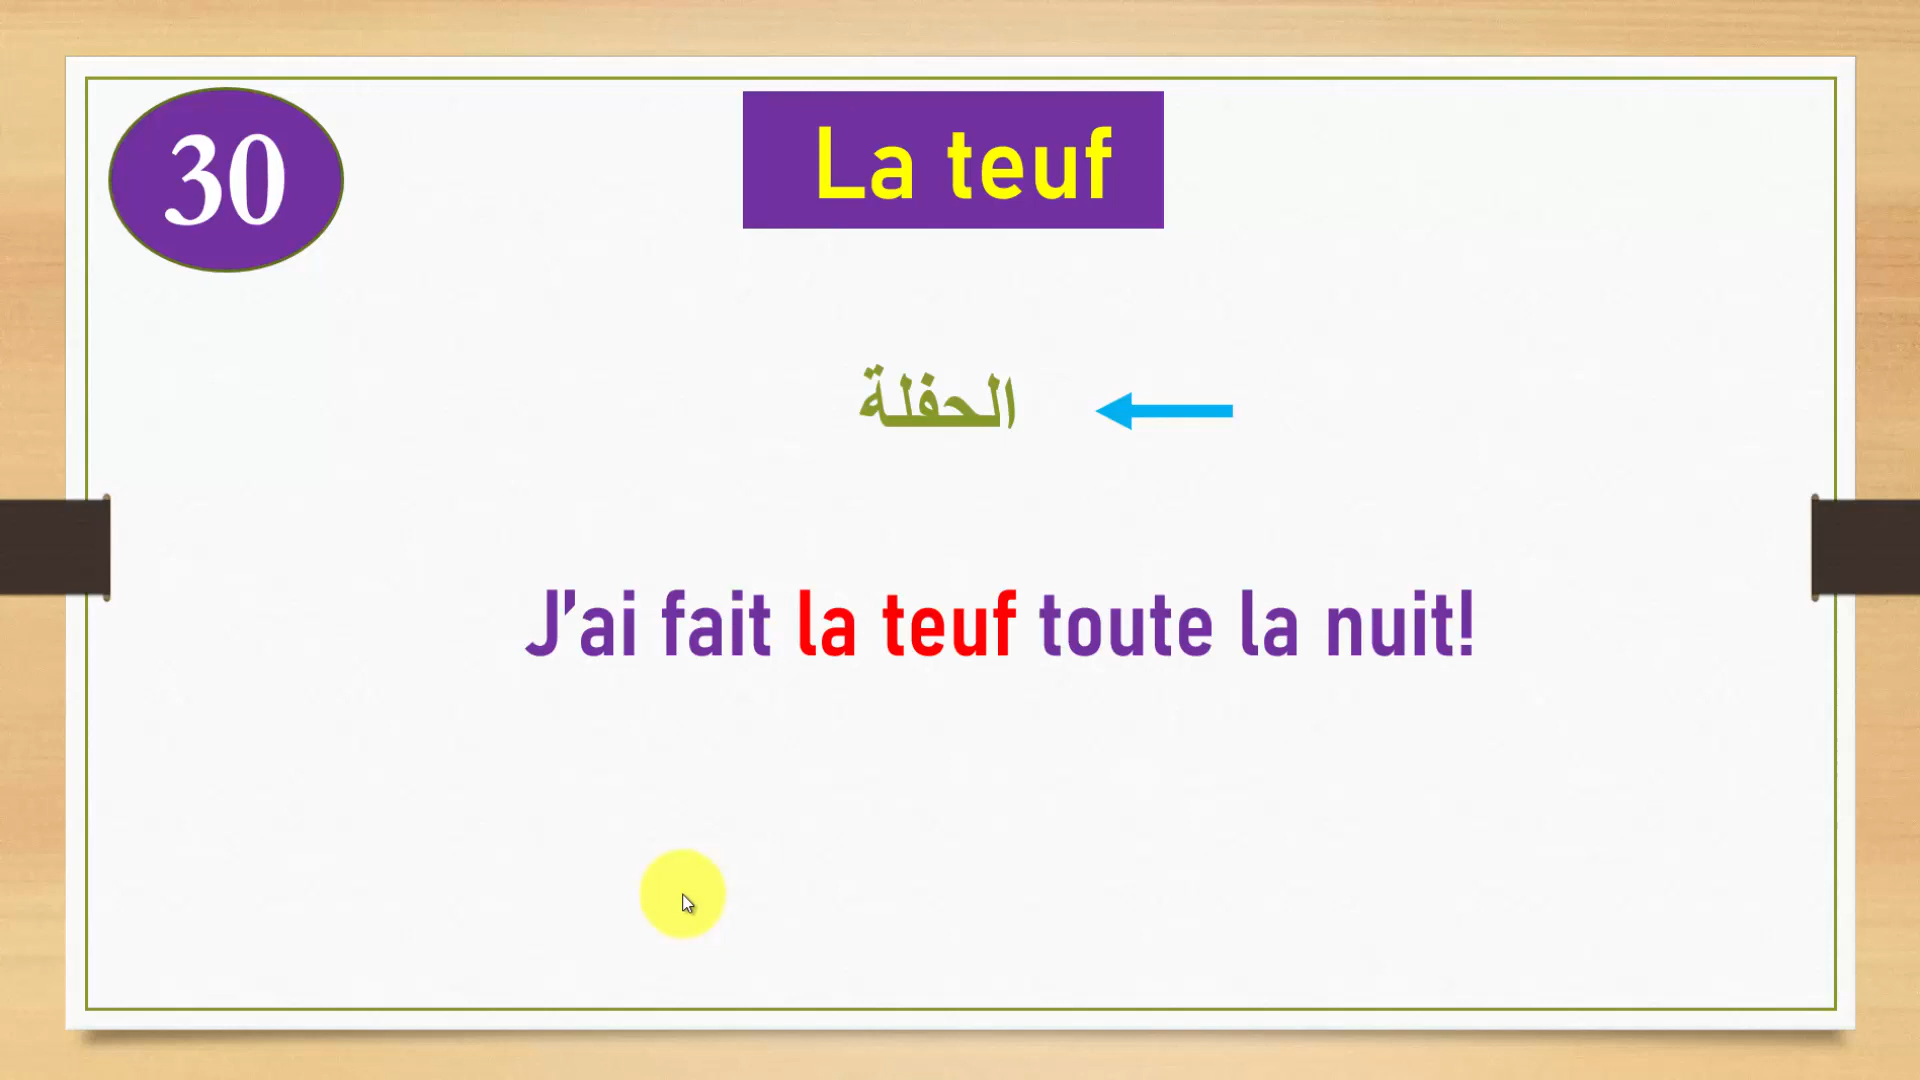 30
La teuf
الحفلة
J’ai fait la teuf toute la nuit!